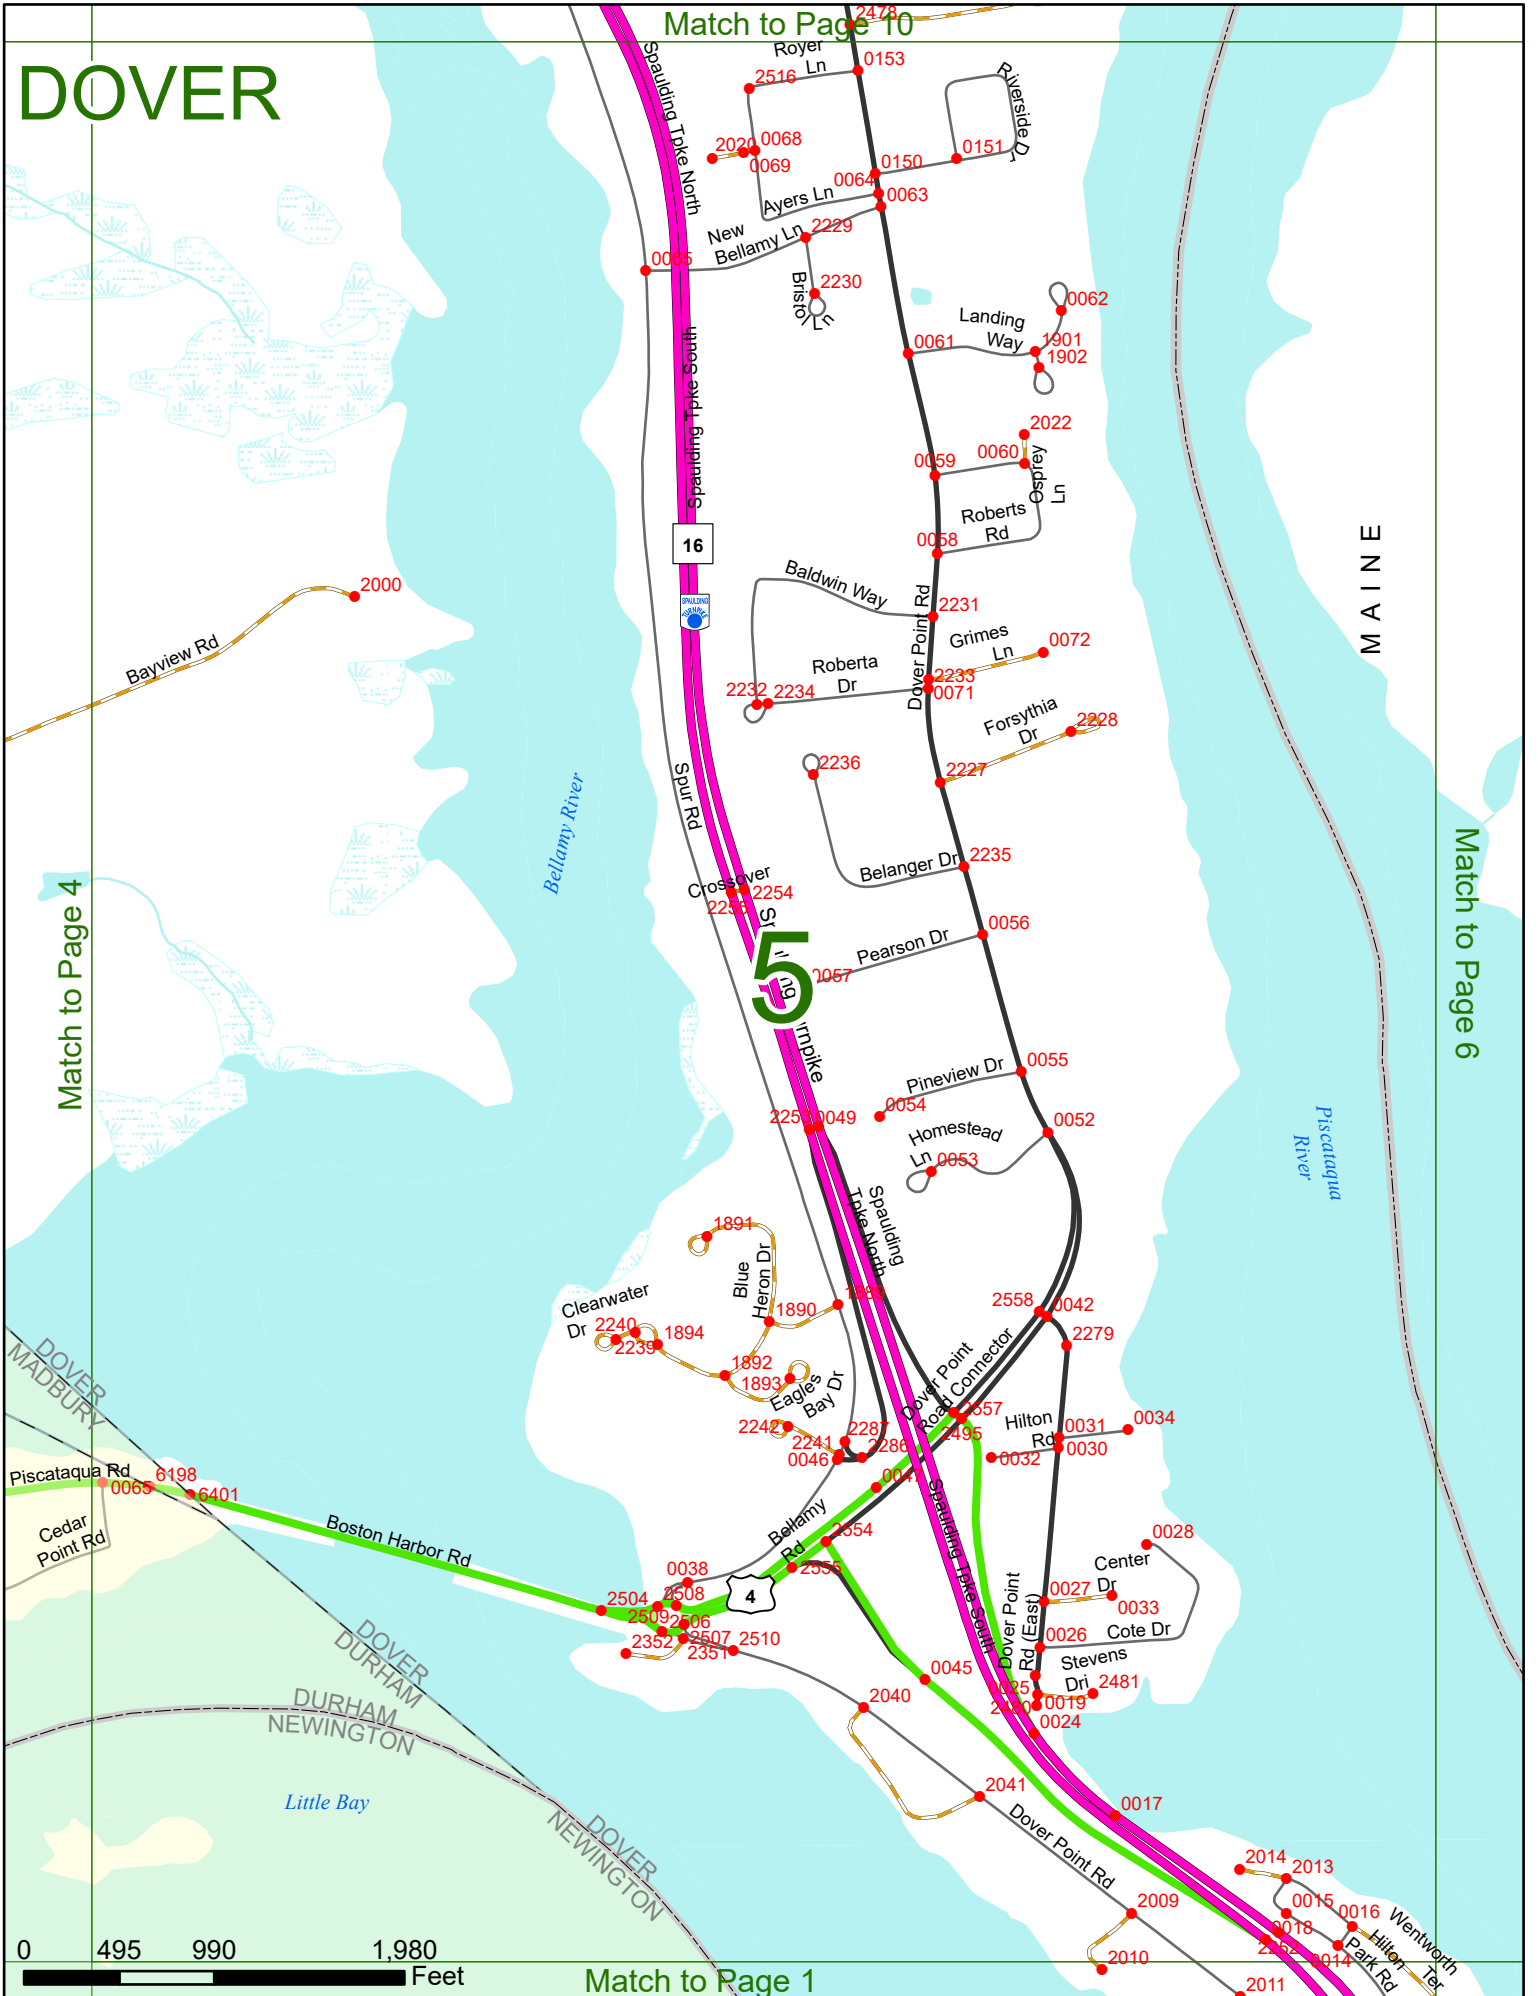 Match to Page 10
DOVER
2478
Royer
Ln
0153
2516
Riverside Dr
Spaulding Tpke North
2020
0068
0069
0151
0150
0064
0063
Ayers Ln
New
Bellamy Ln
2229
0065
Bristol Ln
2230
0062
Landing
Way
0061
1901
1902
Spaulding Tpke South
2022
0060
0059
Osprey
Ln
Roberts
Rd
0058
16
MAINE
Baldwin Way
2000
SPAULDING
TURNPIKE
2231
Dover Point Rd
Grimes
Ln
0072
Bayview Rd
Roberta
Dr
2233
0071
2232
2234
Forsythia
Dr
2228
2236
2227
Spur Rd
Bellamy River
Belanger Dr
2235
Crossover
2254
2255
Match to Page 4
Match to Page 6
5
0056
Pearson Dr
0057
0055
Pineview Dr
0054
2253
0049
0052
Homestead
Ln
0053
Piscataqua
River
Spaulding
Tpke North
1891
Blue
Heron Dr
1889
Clearwater
Dr
2240
2239
1894
1890
2558
0042
2279
1892
1893
Eagles
Bay Dr
Dover Point
Road Connector
2557
2495
2242
2241
2287
2286
0046
Hilton
Rd
0031
0030
0034
0032
DOVER
MADBURY
Piscataqua Rd
0065
6198
6401
0047
Cedar
Point Rd
Boston Harbor Rd
Bellamy
Rd
2554
2555
Spaulding Tpke South
0028
Center
Dr
0027
0033
0038
4
2504
2508
2509
2506
2507
2352
2351
2510
Dover Point
Rd (East)
0026
Cote Dr
Stevens
Dri
2481
0025
0019
2480
0024
0045
DOVER
DURHAM
DURHAM
NEWINGTON
2040
2041
Little Bay
DOVER
NEWINGTON
Dover Point Rd
0017
2014
2013
0015
0016
0018
2252
0014
Wentworth
Ter
Hilton
Park Rd
2009
2010
2011
0 495 990 1,980
Feet
Match to Page 1